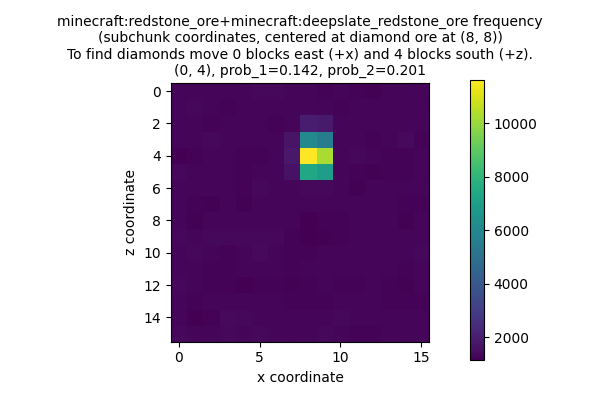 minecraft:redstone_ore+minecraft:deepslate_redstone_ore frequency
(subchunk coordinates, centered at diamond ore at (8, 8))
To find diamonds move 0 blocks east (+x) and 4 blocks south (+z).
(0, 4), prob_1=0.142, prob_2=0.201
0
2
4
6
8
10
12
14
z coordinate
0
5
10
15
x coordinate
10000
8000
6000
4000
2000